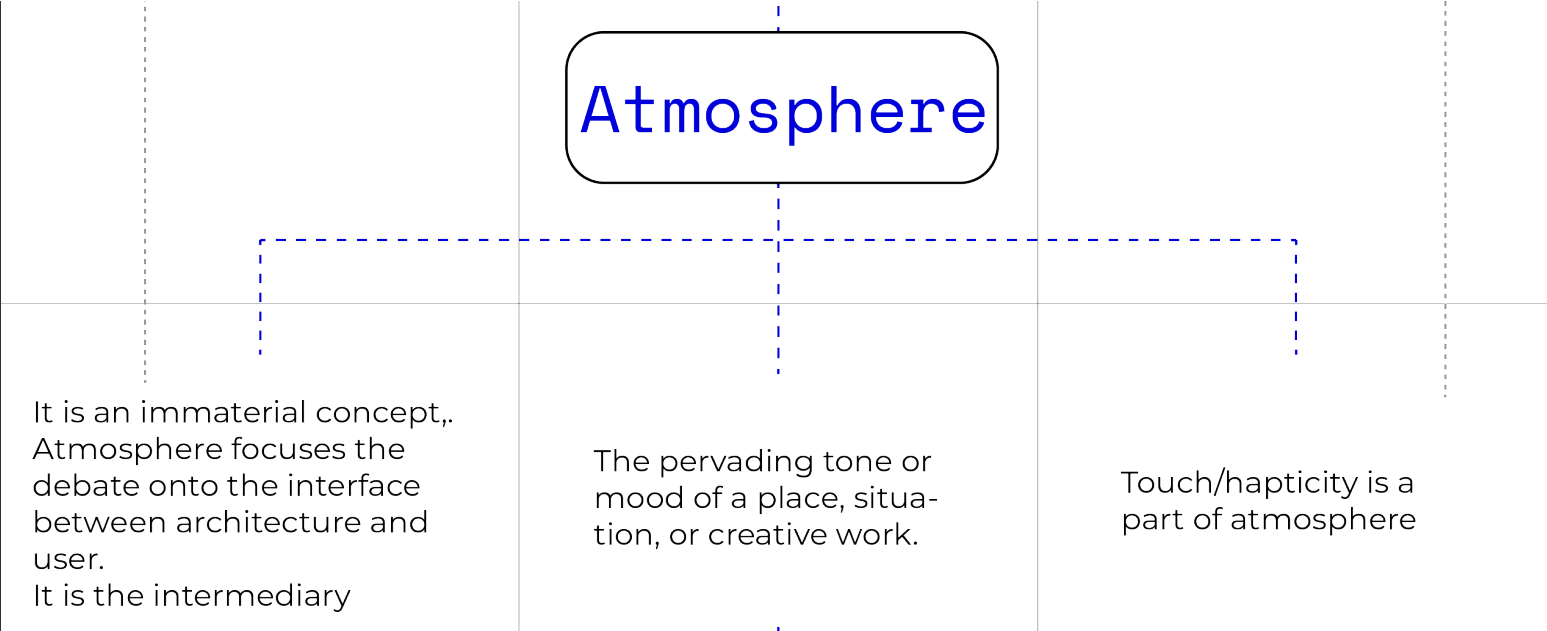 Atmosphere
It is an immaterial concept,.
Atmosphere focuses the
debate onto the interface
between architecture and
user.
It is the intermediary
The pervading tone or
mood of a place, situa-
tion, or creative work.
Touch/hapticity is a
part of atmosphere